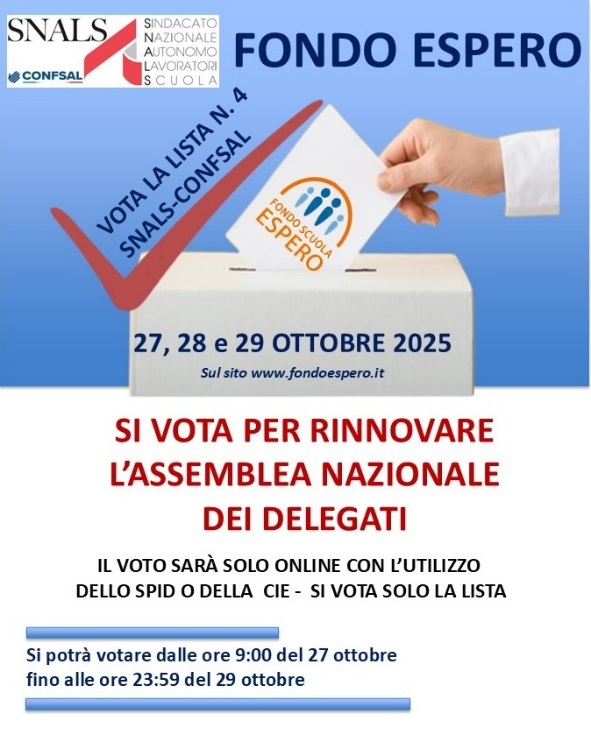 SNALS
CONFSAL
SINDACATO
NAZIONALE
AUTONOMO
LAVORATORI
SCUOLA
FONDO ESPERO
VOTA LA LISTA N. 4
SNALS-CONFSAL
FONDO SCUOLA
ESPERO
27, 28 e 29 OTTOBRE 2025
Sul sito www.fondoespero.it
SI VOTA PER RINNOVARE
L’ASSEMBLEA NAZIONALE
DEI DELEGATI
IL VOTO SARÀ SOLO ONLINE CON L’UTILIZZO
DELLO SPID O DELLA CIE - SI VOTA SOLO LA LISTA
Si potrà votare dalle ore 9:00 del 27 ottobre
fino alle ore 23:59 del 29 ottobre